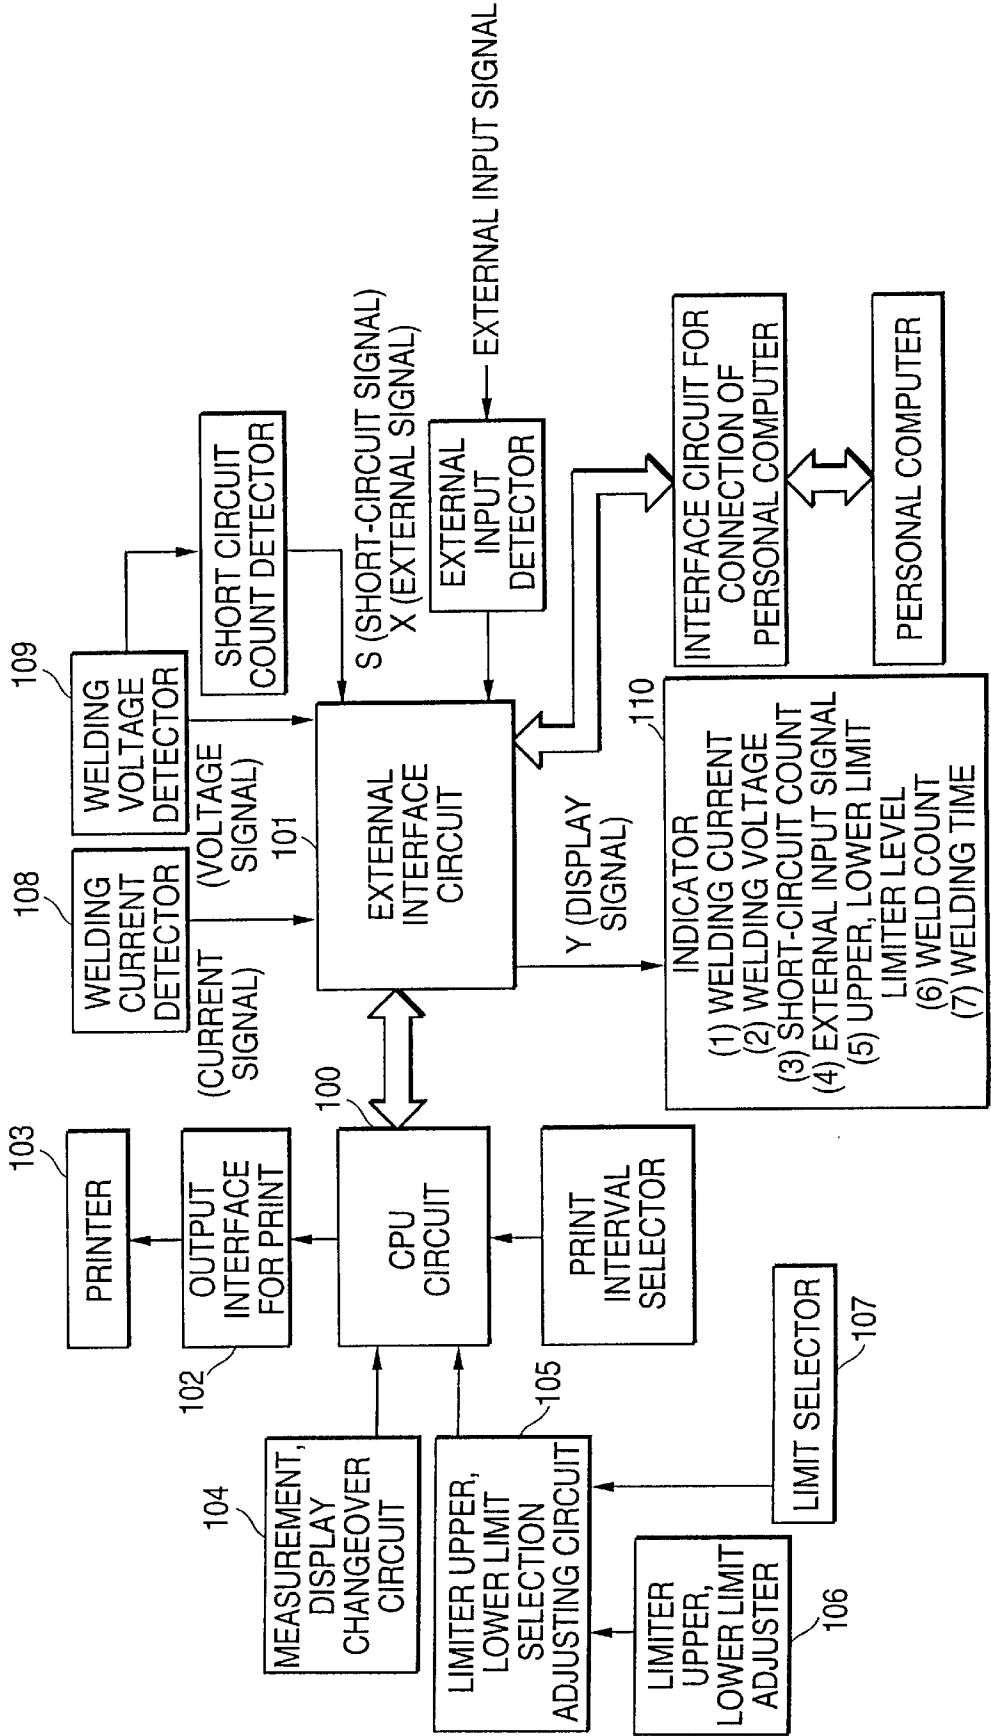 103
PRINTER
102
OUTPUT
INTERFACE
FOR PRINT
104
MEASUREMENT,
DISPLAY
CHANGEOVER
CIRCUIT
100
CPU
CIRCUIT
105
LIMITER UPPER,
LOWER LIMIT
SELECTION
ADJUSTING CIRCUIT
PRINT
INTERVAL
SELECTOR
LIMITER
UPPER,
LOWER LIMIT
ADJUSTER
106
LIMIT SELECTOR
107
108
WELDING
CURRENT
DETECTOR
(CURRENT
SIGNAL)
109
WELDING
VOLTAGE
DETECTOR
(VOLTAGE
SIGNAL)
SHORT CIRCUIT
COUNT DETECTOR
101
EXTERNAL
INTERFACE
CIRCUIT
S (SHORT-CIRCUIT SIGNAL)
X (EXTERNAL SIGNAL)
EXTERNAL
INPUT
DETECTOR
EXTERNAL INPUT SIGNAL
Y (DISPLAY
SIGNAL)
110
INDICATOR
(1) WELDING CURRENT
(2) WELDING VOLTAGE
(3) SHORT-CIRCUIT COUNT
(4) EXTERNAL INPUT SIGNAL
(5) UPPER, LOWER LIMIT
LIMITER LEVEL
(6) WELD COUNT
(7) WELDING TIME
INTERFACE CIRCUIT FOR
CONNECTION OF
PERSONAL COMPUTER
PERSONAL COMPUTER